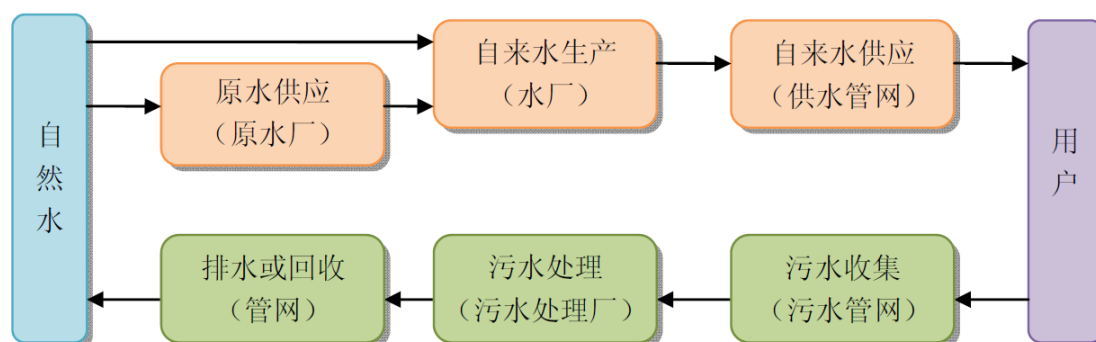 自然水
原水供应
（原水厂）
自来水生产
（水厂）
自来水供应
（供水管网）
用户
排水或回收
（管网）
污水处理
（污水处理厂）
污水收集
（污水管网）